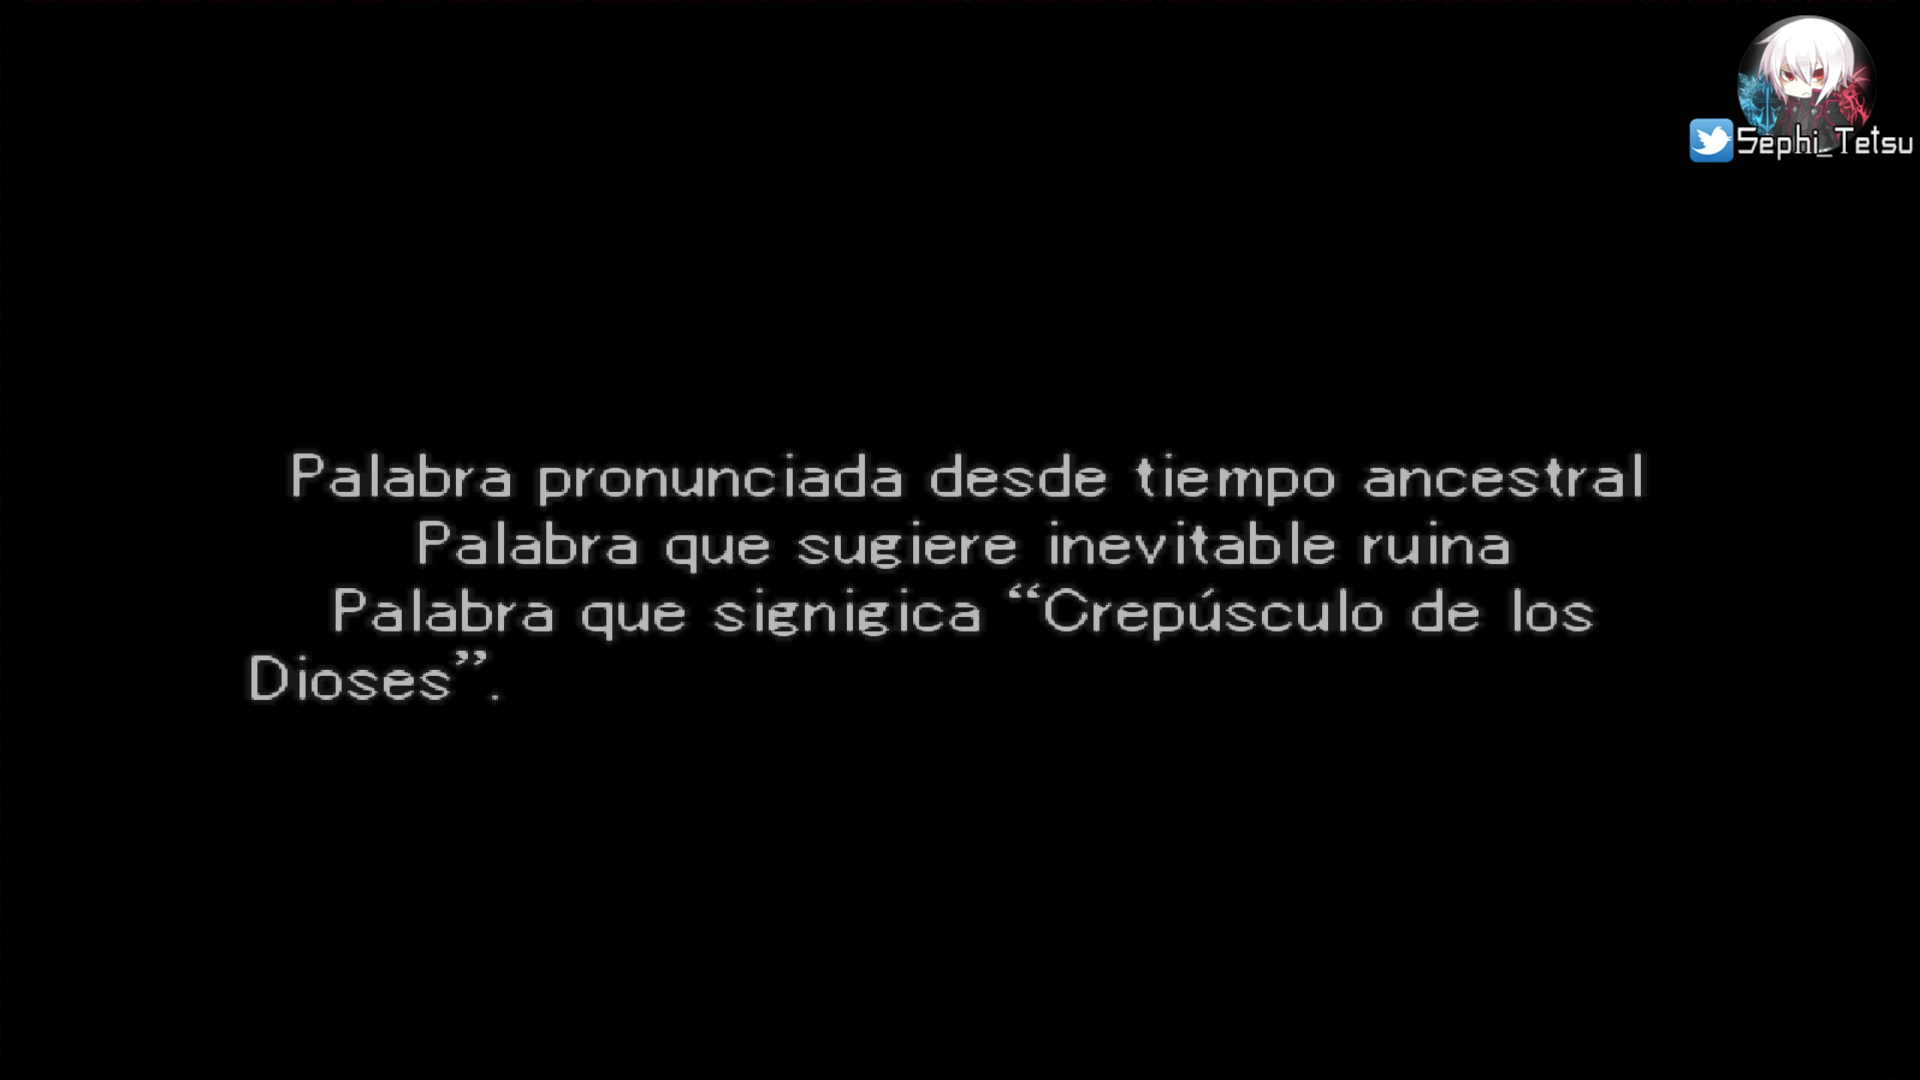 Sephi_Tetsu
Palabra pronunciada desde tiempo ancestral
Palabra que sugiere inevitable ruina
Palabra que signigica “Crepúsculo de los
Dioses”.